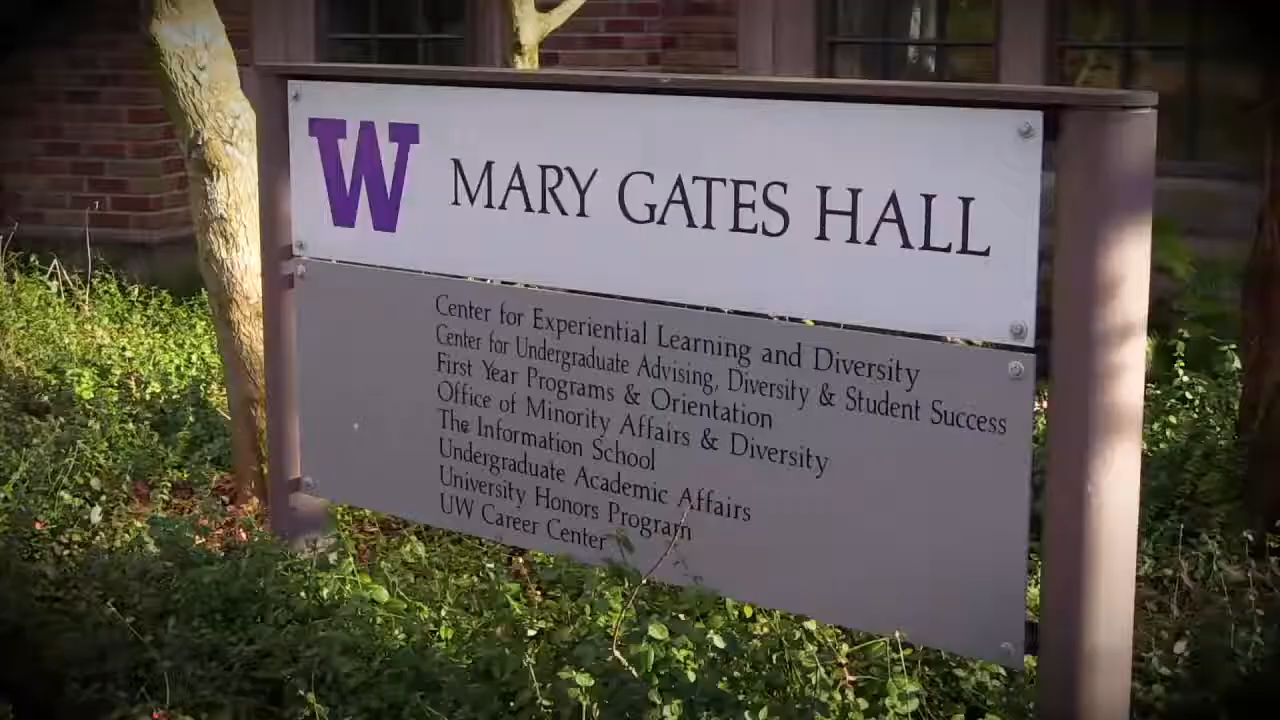 W MARY GATES HALL
Center for Experiential Learning and Diversity
Center for Undergraduate Advising, Diversity & Student Success
First Year Programs & Orientation
Office of Minority Affairs & Diversity
The Information School
Undergraduate Academic Affairs
University Honors Program
UW Career Center